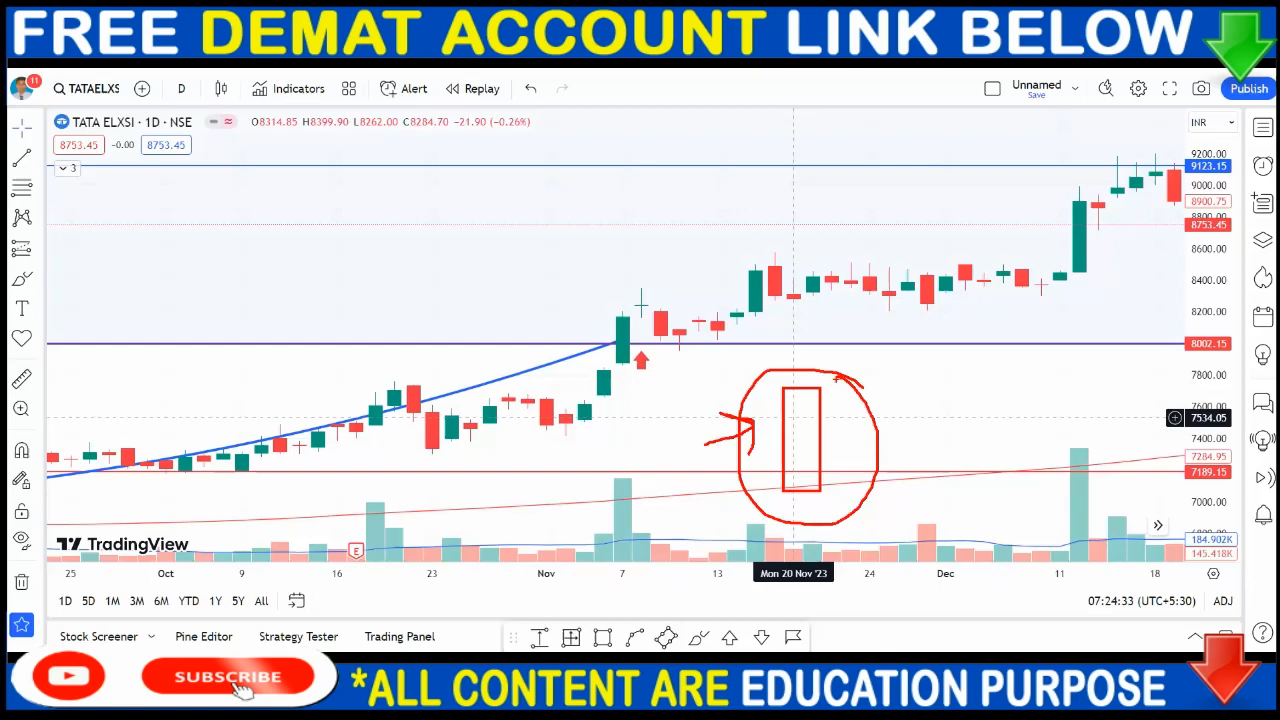 FREE DEMAT ACCOUNT LINK BELOW
11
TATAELXS
D
Indicators
Alert
Replay
Unnamed
Save
Publish
TATA ELXSI · 1D · NSE
O8314.85 H8399.90 L8262.00 C8284.70 −21.90 (−0.26%)
INR
8753.45
-0.00
8753.45
3
9200.00
9123.15
9000.00
8900.75
8800.00
8753.45
8600.00
8400.00
8200.00
8002.15
7800.00
7600.00
7534.05
7400.00
7284.95
7189.15
7000.00
184.902K
145.418K
E
TradingView
25
Oct
9
16
23
Nov
7
13
Mon 20 Nov '23
24
Dec
11
18
1D 5D 1M 3M 6M YTD 1Y 5Y All
07:24:33 (UTC+5:30)
ADJ
Stock Screener
Pine Editor
Strategy Tester
Trading Panel
SUBSCRIBE
*ALL CONTENT ARE EDUCATION PURPOSE